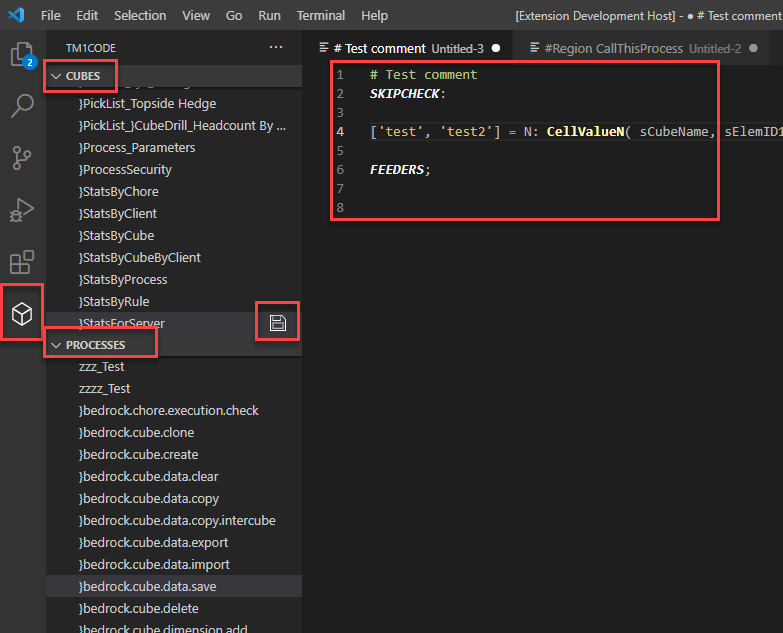 File Edit Selection View Go Run Terminal Help [Extension Development Host] - ● # Test comment
2
TM1CODE ...
# Test comment Untitled-3 ●
#Region CallThisProcess Untitled-2 ●
CUBES
}PickList_Topside Hedge
}PickList_}CubeDrill_Headcount By ...
}Process_Parameters
}ProcessSecurity
}StatsByChore
}StatsByClient
}StatsByCube
}StatsByCubeByClient
}StatsByProcess
}StatsByRule
}StatsForServer
PROCESSES
zzz_Test
zzzz_Test
}bedrock.chore.execution.check
}bedrock.cube.clone
}bedrock.cube.create
}bedrock.cube.data.clear
}bedrock.cube.data.copy
}bedrock.cube.data.copy.intercube
}bedrock.cube.data.export
}bedrock.cube.data.import
}bedrock.cube.data.save
}bedrock.cube.delete
}bedrock.cube.dimension.add
1 # Test comment
2 SKIPCHECK:
3
4 ['test', 'test2'] = N: CellValueN( sCubeName, sElemID1
5
6 FEEDERS;
7
8